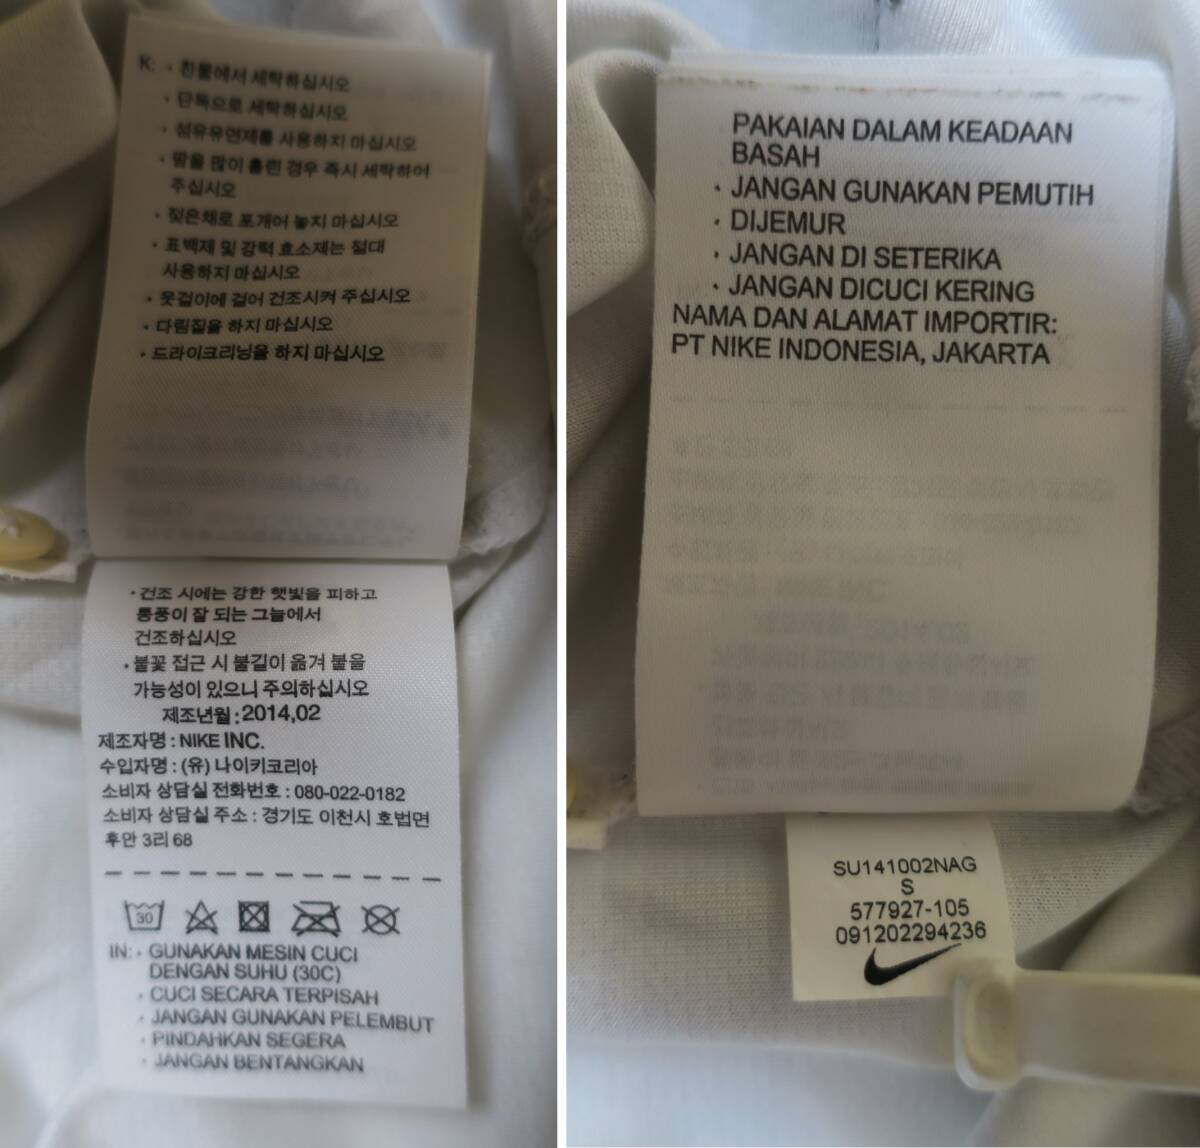 K: · 찬물에서 세탁하십시오
· 단독으로 세탁하십시오
· 섬유유연제를 사용하지 마십시오
· 땀을 많이 흘린 경우 즉시 세탁하여
주십시오
· 젖은채로 포개어 놓지 마십시오
· 표백제 및 강력 효소제는 절대
사용하지 마십시오
· 옷걸이에 걸어 건조시켜 주십시오
· 다림질을 하지 마십시오
· 드라이크리닝을 하지 마십시오
· 건조 시에는 강한 햇빛을 피하고
통풍이 잘 되는 그늘에서
건조하십시오
· 불꽃 접근 시 불길이 옮겨 붙을
가능성이 있으니 주의하십시오
제조년월 : 2014,02
제조자명 : NIKE INC.
수입자명 : (유) 나이키코리아
소비자 상담실 전화번호 : 080-022-0182
소비자 상담실 주소 : 경기도 이천시 호법면
후안 3리 68
30
IN: · GUNAKAN MESIN CUCI
DENGAN SUHU (30C)
· CUCI SECARA TERPISAH
· JANGAN GUNAKAN PELEMBUT
· PINDAHKAN SEGERA
· JANGAN BENTANGKAN
PAKAIAN DALAM KEADAAN
BASAH
· JANGAN GUNAKAN PEMUTIH
· DIJEMUR
· JANGAN DI SETERIKA
· JANGAN DICUCI KERING
NAMA DAN ALAMAT IMPORTIR:
PT NIKE INDONESIA, JAKARTA
SU141002NAG
S
577927-105
091202294236